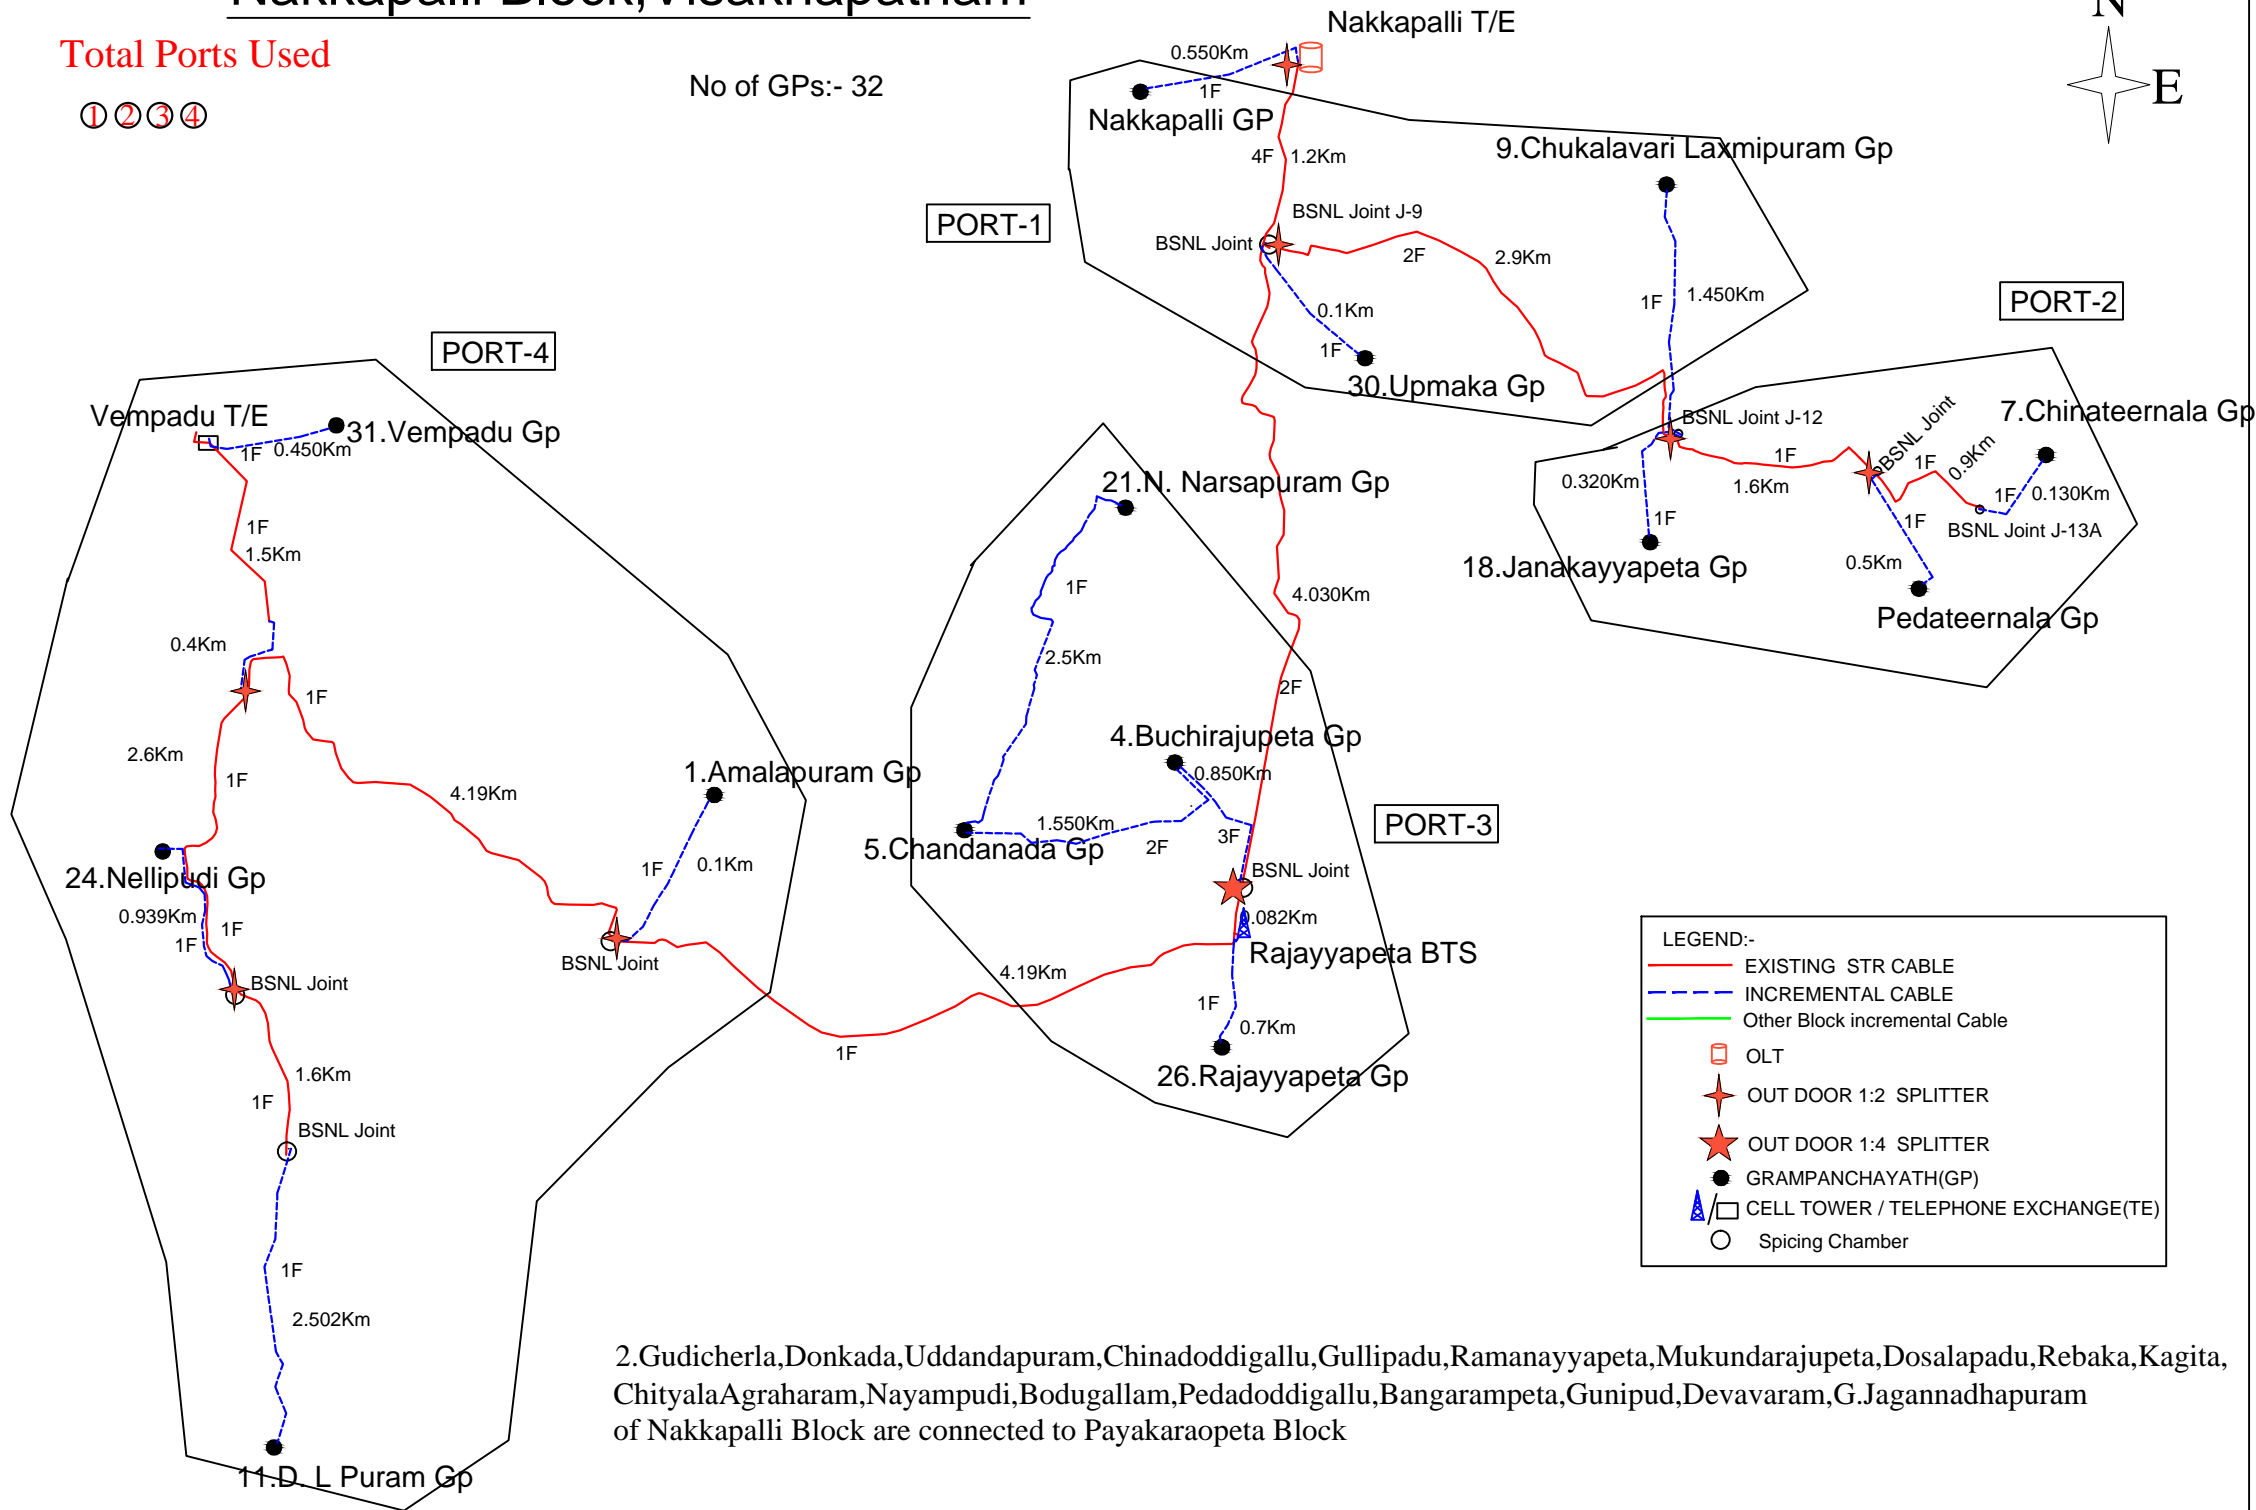 Nakkapalli Block,Visakhapatnam
Total Ports Used
1 2 3 4
No of GPs:- 32
Nakkapalli T/E
N
E
0.550Km
1F
Nakkapalli GP
4F 1.2Km
9.Chukalavari Laxmipuram Gp
PORT-1
BSNL Joint J-9
BSNL Joint
2F
2.9Km
0.1Km
1F
30.Upmaka Gp
1F
1.450Km
PORT-2
BSNL Joint J-12
7.Chinateernala Gp
BSNL Joint
1F
1.6Km
1F
0.9Km
1F
0.130Km
BSNL Joint J-13A
0.320Km
1F
18.Janakayyapeta Gp
1F
0.5Km
Pedateernala Gp
PORT-4
Vempadu T/E
31.Vempadu Gp
1F
0.450Km
1F
1.5Km
0.4Km
1F
2.6Km
1F
4.19Km
1.Amalapuram Gp
1F
0.1Km
24.Nellipudi Gp
0.939Km
1F
1F
BSNL Joint
BSNL Joint
1.6Km
1F
BSNL Joint
1F
2.502Km
11.D. L Puram Gp
21.N. Narsapuram Gp
1F
2.5Km
4.030Km
2F
4.Buchirajupeta Gp
0.850Km
1.550Km
5.Chandanada Gp
2F
3F
PORT-3
BSNL Joint
0.082Km
Rajayyapeta BTS
4.19Km
1F
1F
0.7Km
26.Rajayyapeta Gp
LEGEND:-
EXISTING STR CABLE
INCREMENTAL CABLE
Other Block incremental Cable
OLT
OUT DOOR 1:2 SPLITTER
OUT DOOR 1:4 SPLITTER
GRAMPANCHAYATH(GP)
/ CELL TOWER / TELEPHONE EXCHANGE(TE)
Spicing Chamber
2.Gudicherla,Donkada,Uddandapuram,Chinadoddigallu,Gullipadu,Ramanayyapeta,Mukundarajupeta,Dosalapadu,Rebaka,Kagita,
ChityalaAgraharam,Nayampudi,Bodugallam,Pedadoddigallu,Bangarampeta,Gunipud,Devavaram,G.Jagannadhapuram
of Nakkapalli Block are connected to Payakaraopeta Block